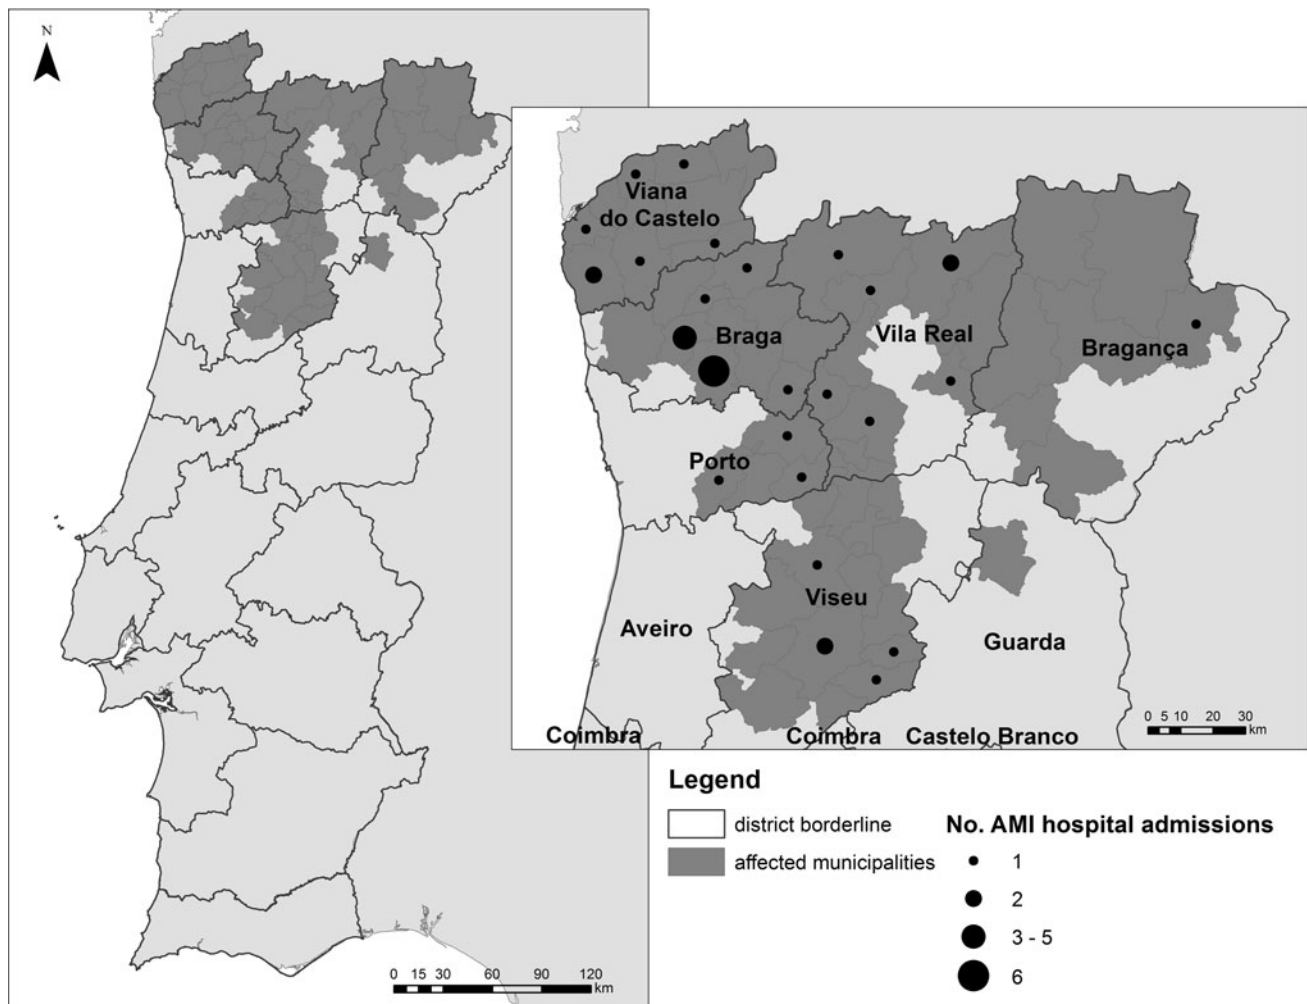 N
Viana
do Castelo
Braga
Vila Real
Bragança
Porto
Viseu
Aveiro
Guarda
Coimbra
Coimbra
Castelo Branco
0 5 10 20 30
km
Legend
district borderline
affected municipalities
No. AMI hospital admissions
1
2
3 - 5
6
0 15 30 60 90 120
km